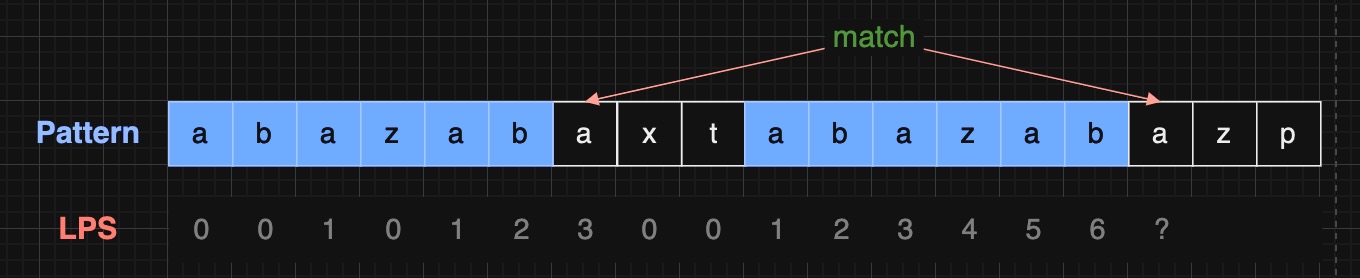 match
Pattern a b a z a b a x t a b a z a b a z p
LPS 0 0 1 0 1 2 3 0 0 1 2 3 4 5 6 ?